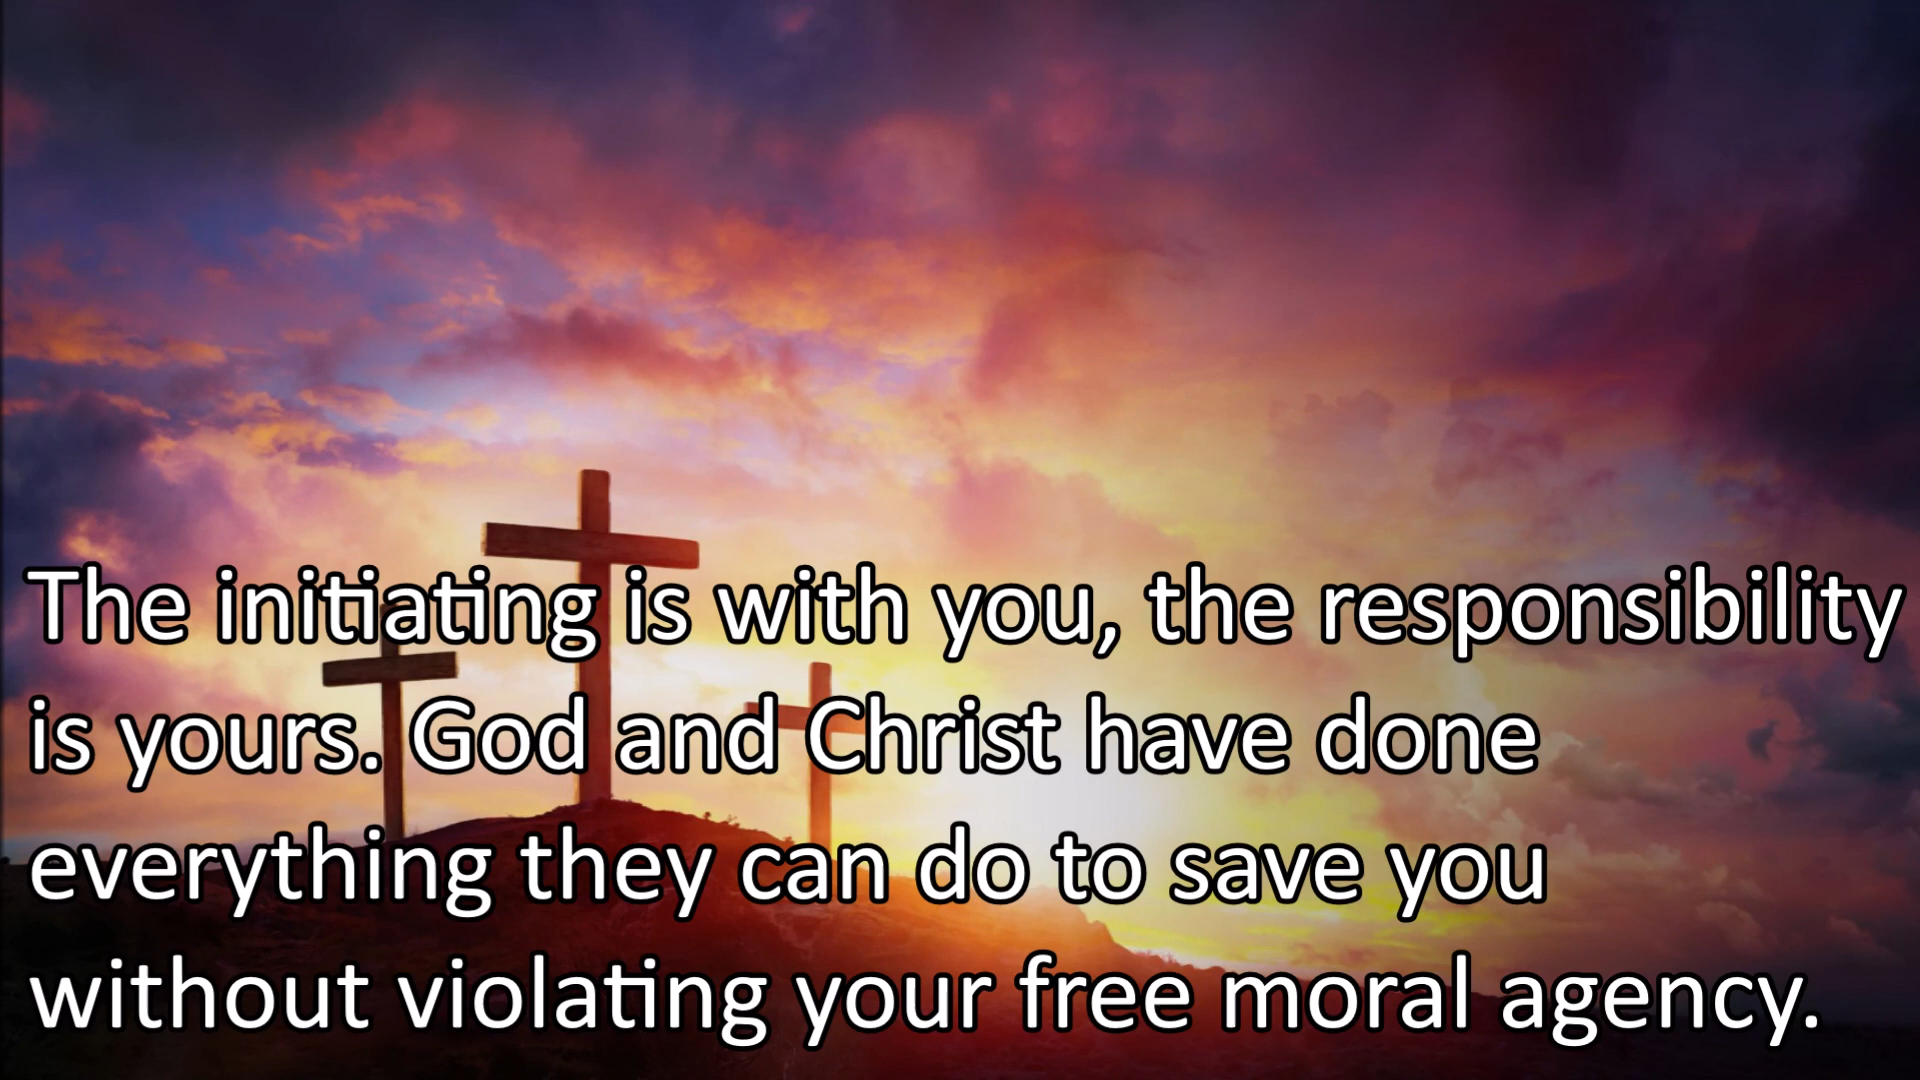 The initiating is with you, the responsibility
is yours. God and Christ have done
everything they can do to save you
without violating your free moral agency.